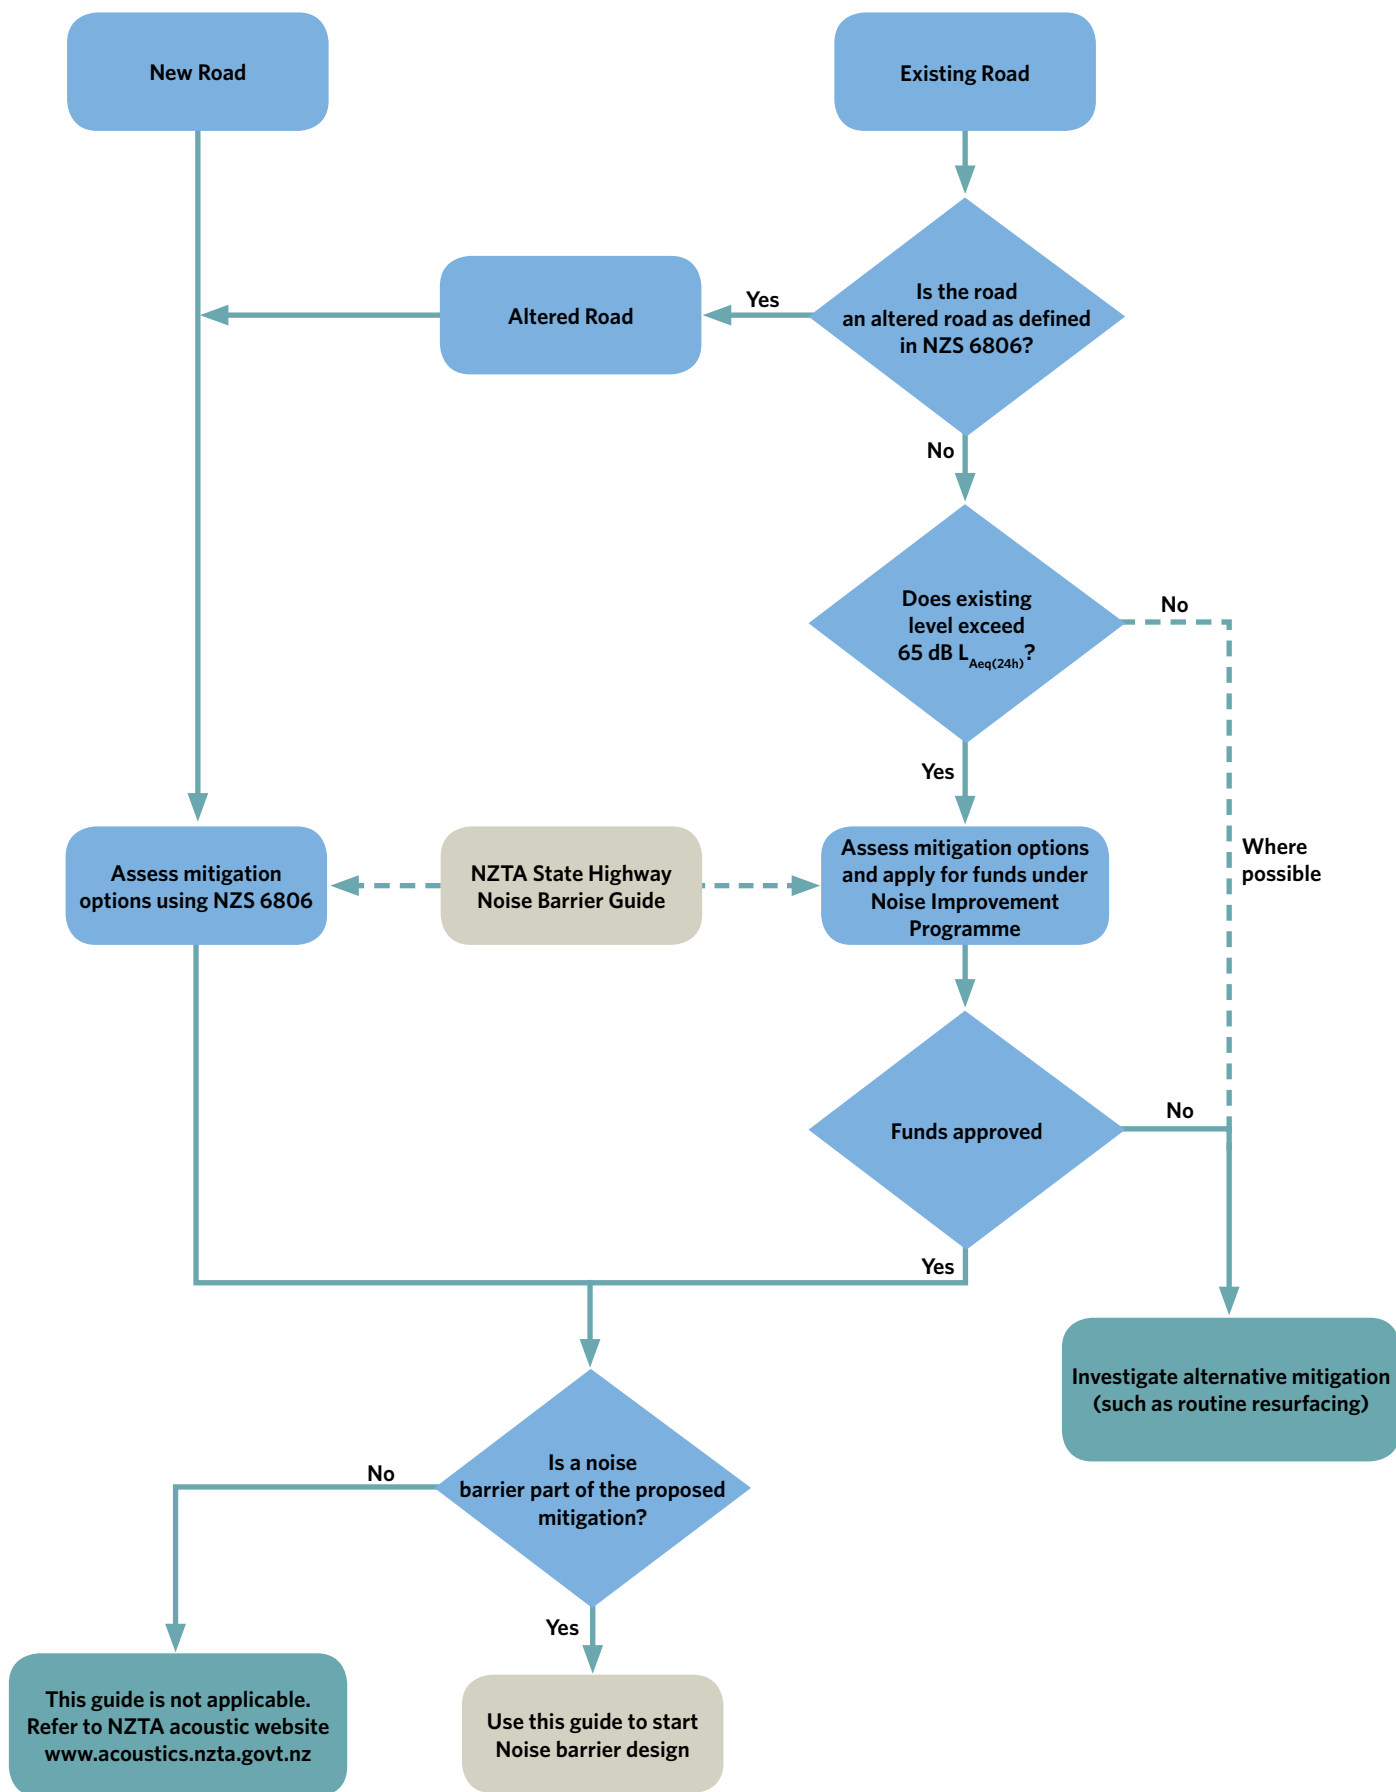 New Road
Existing Road
Is the road
an altered road as defined
in NZS 6806?
Yes
Altered Road
No
Does existing
level exceed
65 dB LAeq(24h)?
No
Yes
Where
possible
Assess mitigation
options using NZS 6806
NZTA State Highway
Noise Barrier Guide
Assess mitigation options
and apply for funds under
Noise Improvement
Programme
Funds approved
No
Yes
Investigate alternative mitigation
(such as routine resurfacing)
Is a noise
barrier part of the proposed
mitigation?
No
Yes
This guide is not applicable.
Refer to NZTA acoustic website
www.acoustics.nzta.govt.nz
Use this guide to start
Noise barrier design